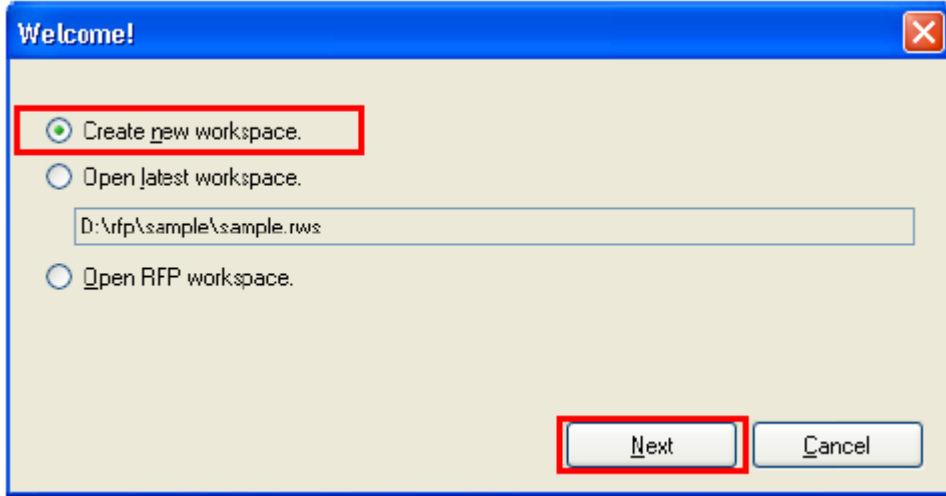 Welcome!
Create new workspace.
Open latest workspace.
D:\rfp\sample\sample.rws
Open RFP workspace.
Next Cancel